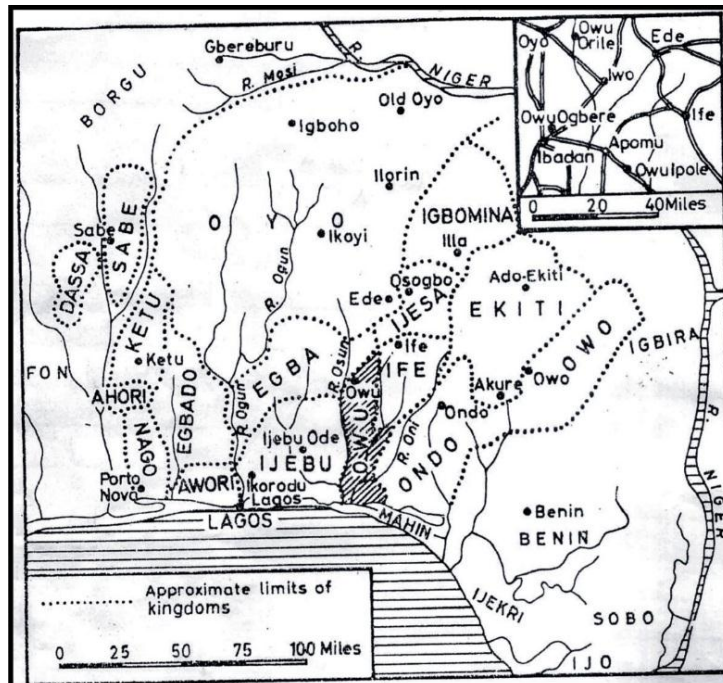 Gbereburu
R. Mosi
R. NIGER
BORGU
Old Oyo
Igboho
Ilorin
OYO
Ikoyi
IGBOMINA
Illa
Sabe
SABE
DASSA
R. Ogun
Osogbo
Ede
IJESA
Ado-Ekiti
EKITI
KETU
Ketu
FON
EGBA
R. Osum
Ife
IFE
OWO
Owo
IGBIRA
AHORI
EGBADO
R. Ogun
Owu
OWU
Akure
Ondo
ONDO
R. Oni
NAGO
Ijebu Ode
IJEBU
Porto Novo
AWORI
Ikorodu
Lagos
LAGOS
MAHIN
Benin
BENIN
IJEKRI
SOBO
IJO
R. NIGER
Approximate limits of
kingdoms
0 25 50 100 Miles
Oyo
Owu
Orile
Ede
Iwo
Owu
Ogbere
Ife
Ibadan
Apomu
Owu Ipole
0 20 40 Miles